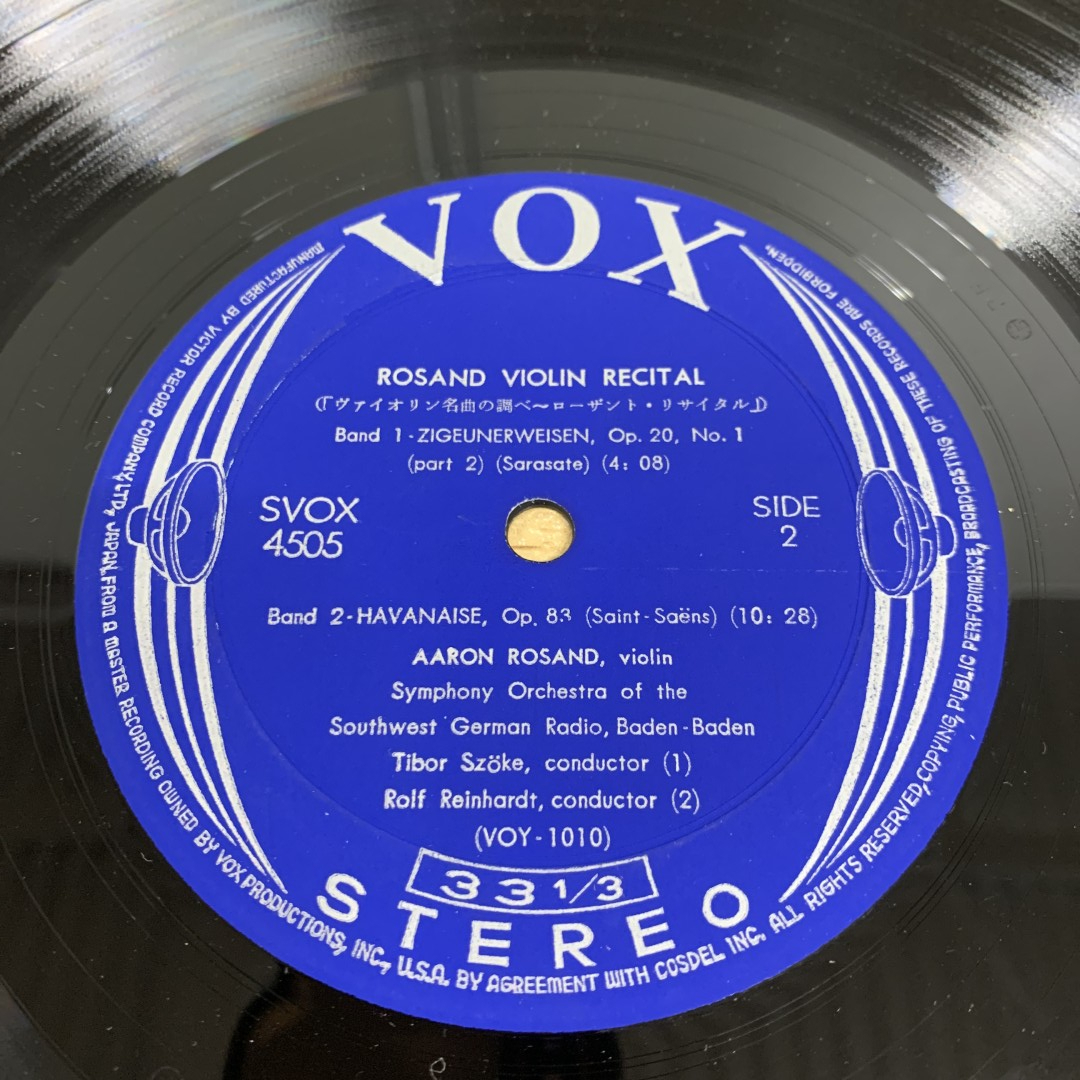 VOX
ROSAND VIOLIN RECITAL
(「ヴァイオリン名曲の調べ〜ローザント・リサイタル」)
Band 1-ZIGEUNERWEISEN, Op. 20, No. 1
(part 2) (Sarasate) (4: 08)
SVOX
4505
SIDE
2
Band 2-HAVANAISE, Op. 83 (Saint-Saëns) (10: 28)
AARON ROSAND, violin
Symphony Orchestra of the
Southwest German Radio, Baden-Baden
Tibor Szöke, conductor (1)
Rolf Reinhardt, conductor (2)
(VOY-1010)
33 1/3
STEREO
MANUFACTURED BY VICTOR RECORD COMPANY, LTD., JAPAN, FROM A MASTER RECORDING OWNED BY VOX PRODUCTIONS, INC., U.S.A. BY AGREEMENT WITH COSDEL INC. ALL RIGHTS RESERVED, COPYING, PUBLIC PERFORMANCE, BROADCASTING OF THESE RECORDS ARE FORBIDDEN.